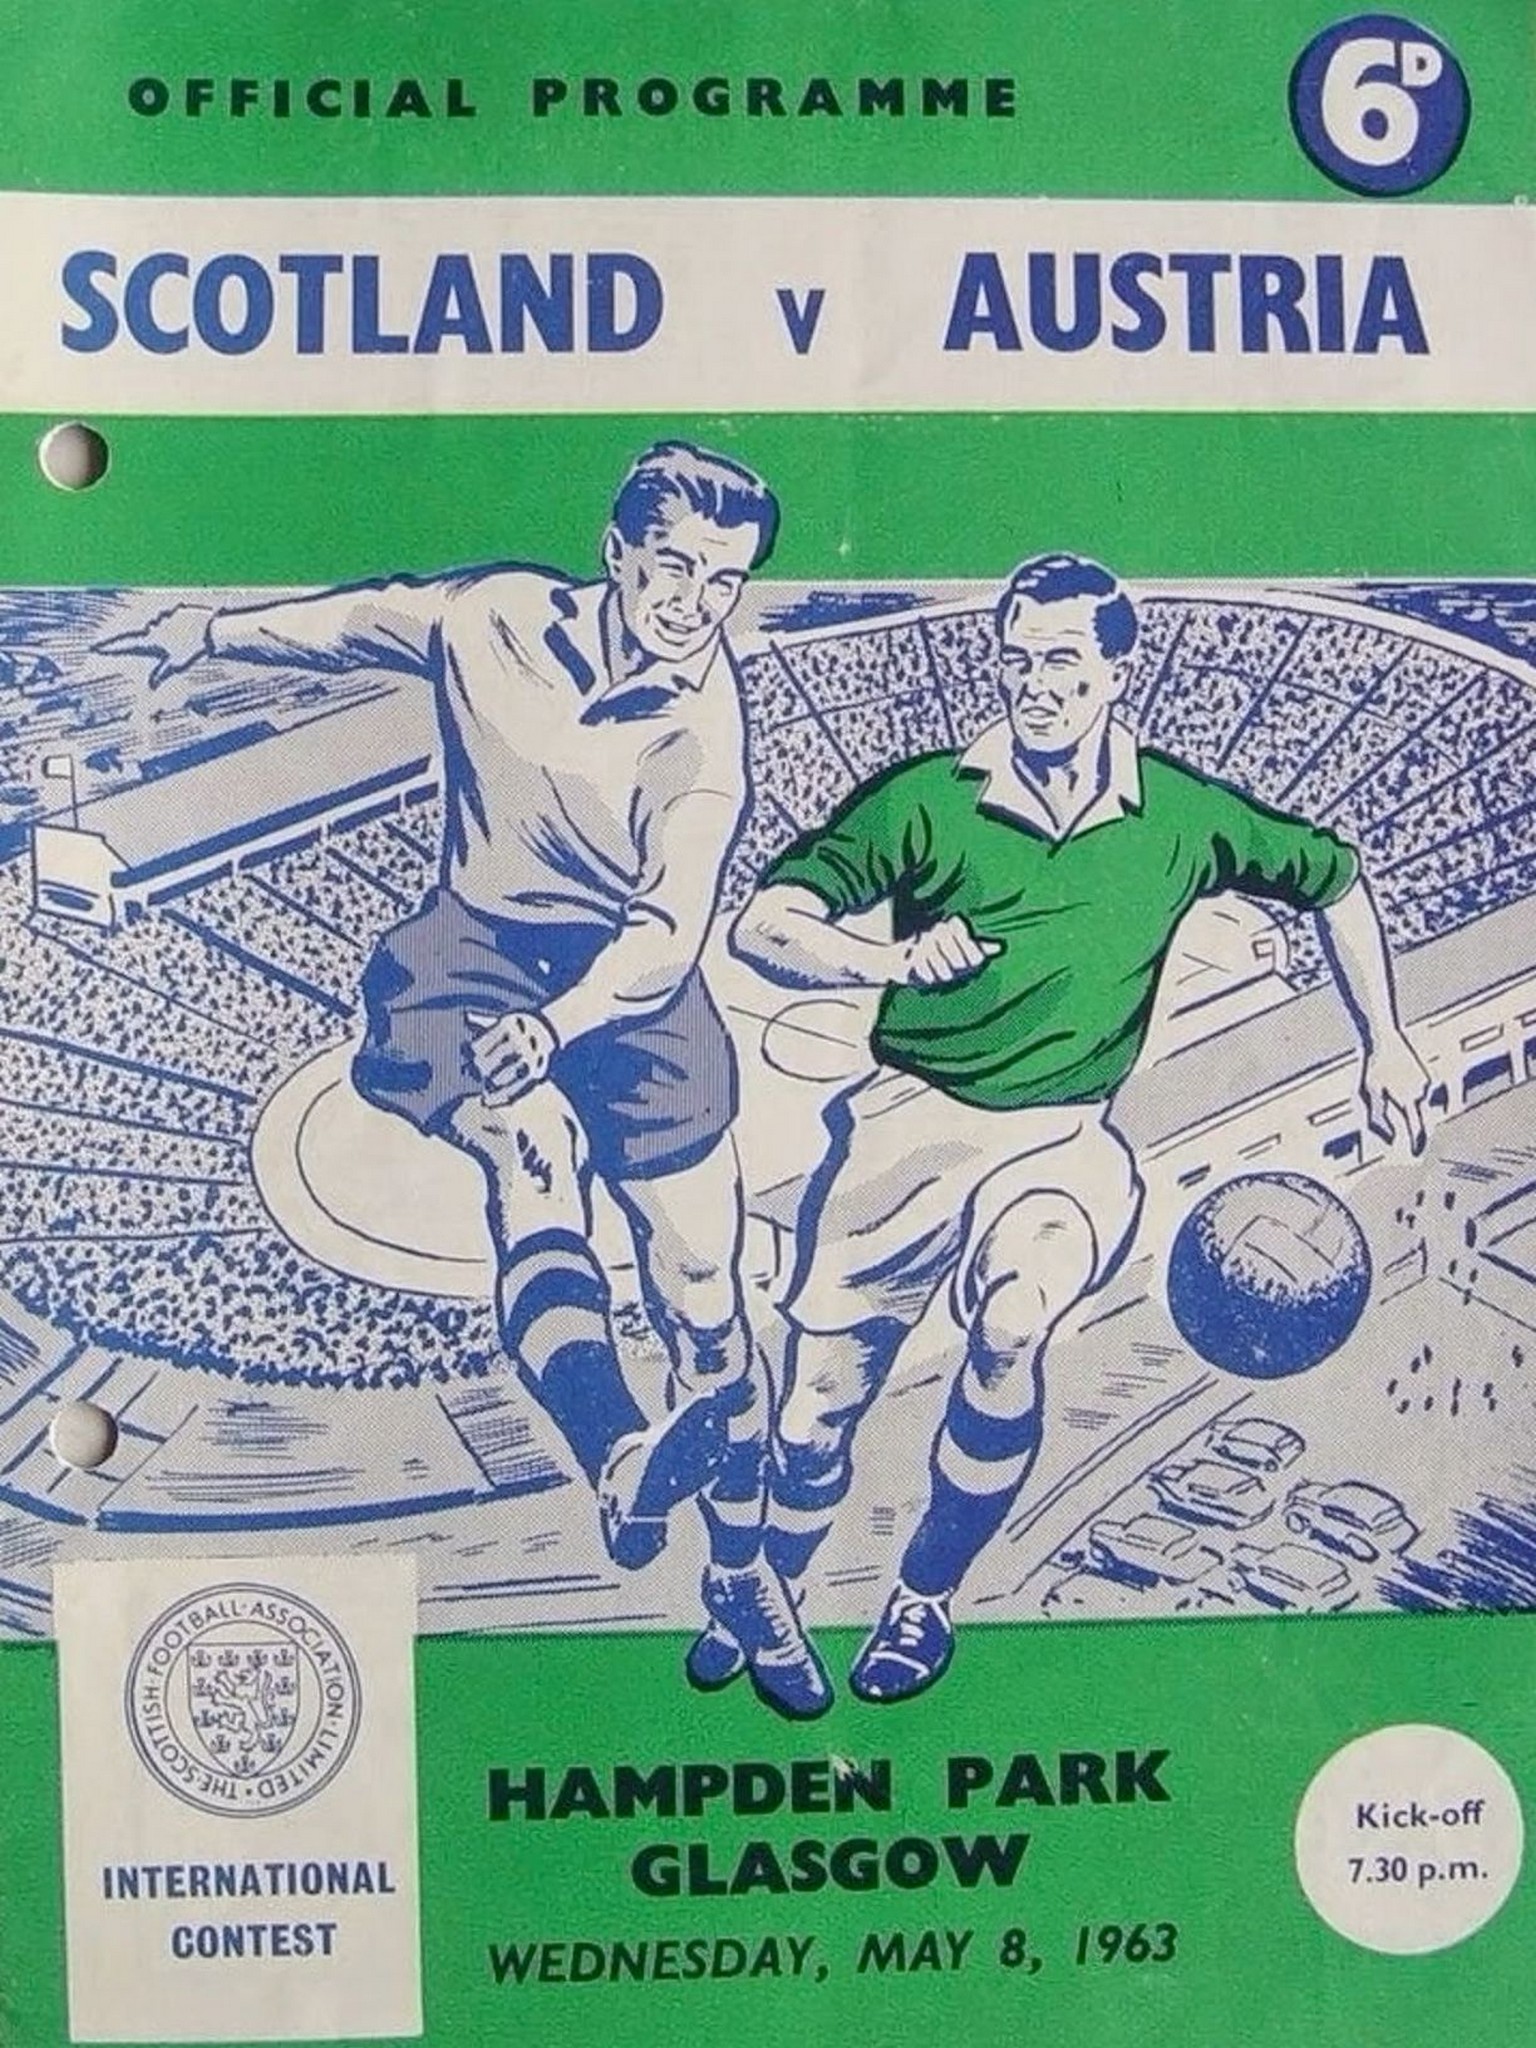 OFFICIAL PROGRAMME
6D
SCOTLAND v AUSTRIA
THE·SCOTTISH·FOOTBALL·ASSOCIATION·LIMITED·
INTERNATIONAL
CONTEST
HAMPDEN PARK
GLASGOW
WEDNESDAY, MAY 8, 1963
Kick-off
7.30 p.m.